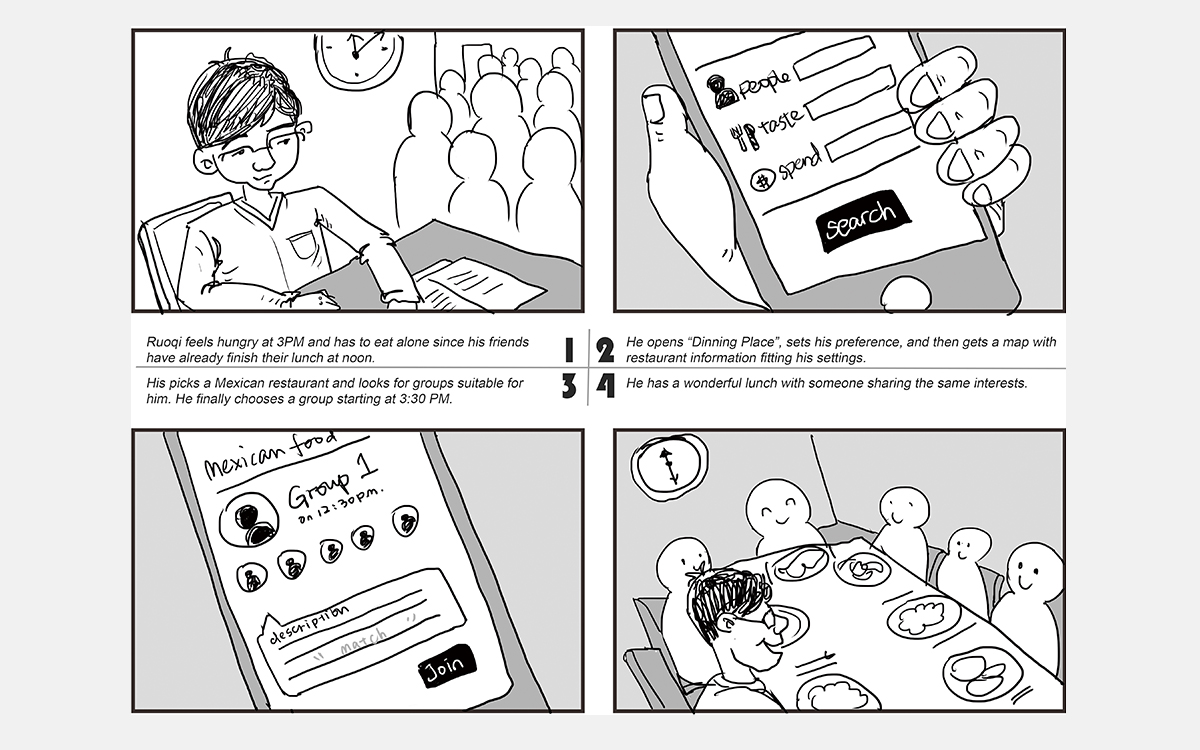 people
taste
spend
search
Ruoqi feels hungry at 3PM and has to eat alone since his friends
have already finish their lunch at noon.
1
2
He opens “Dinning Place”, sets his preference, and then gets a map with
restaurant information fitting his settings.
His picks a Mexican restaurant and looks for groups suitable for
him. He finally chooses a group starting at 3:30 PM.
3
4
He has a wonderful lunch with someone sharing the same interests.
Mexican food
Group 1
on 12:30pm.
description
" match "
Join